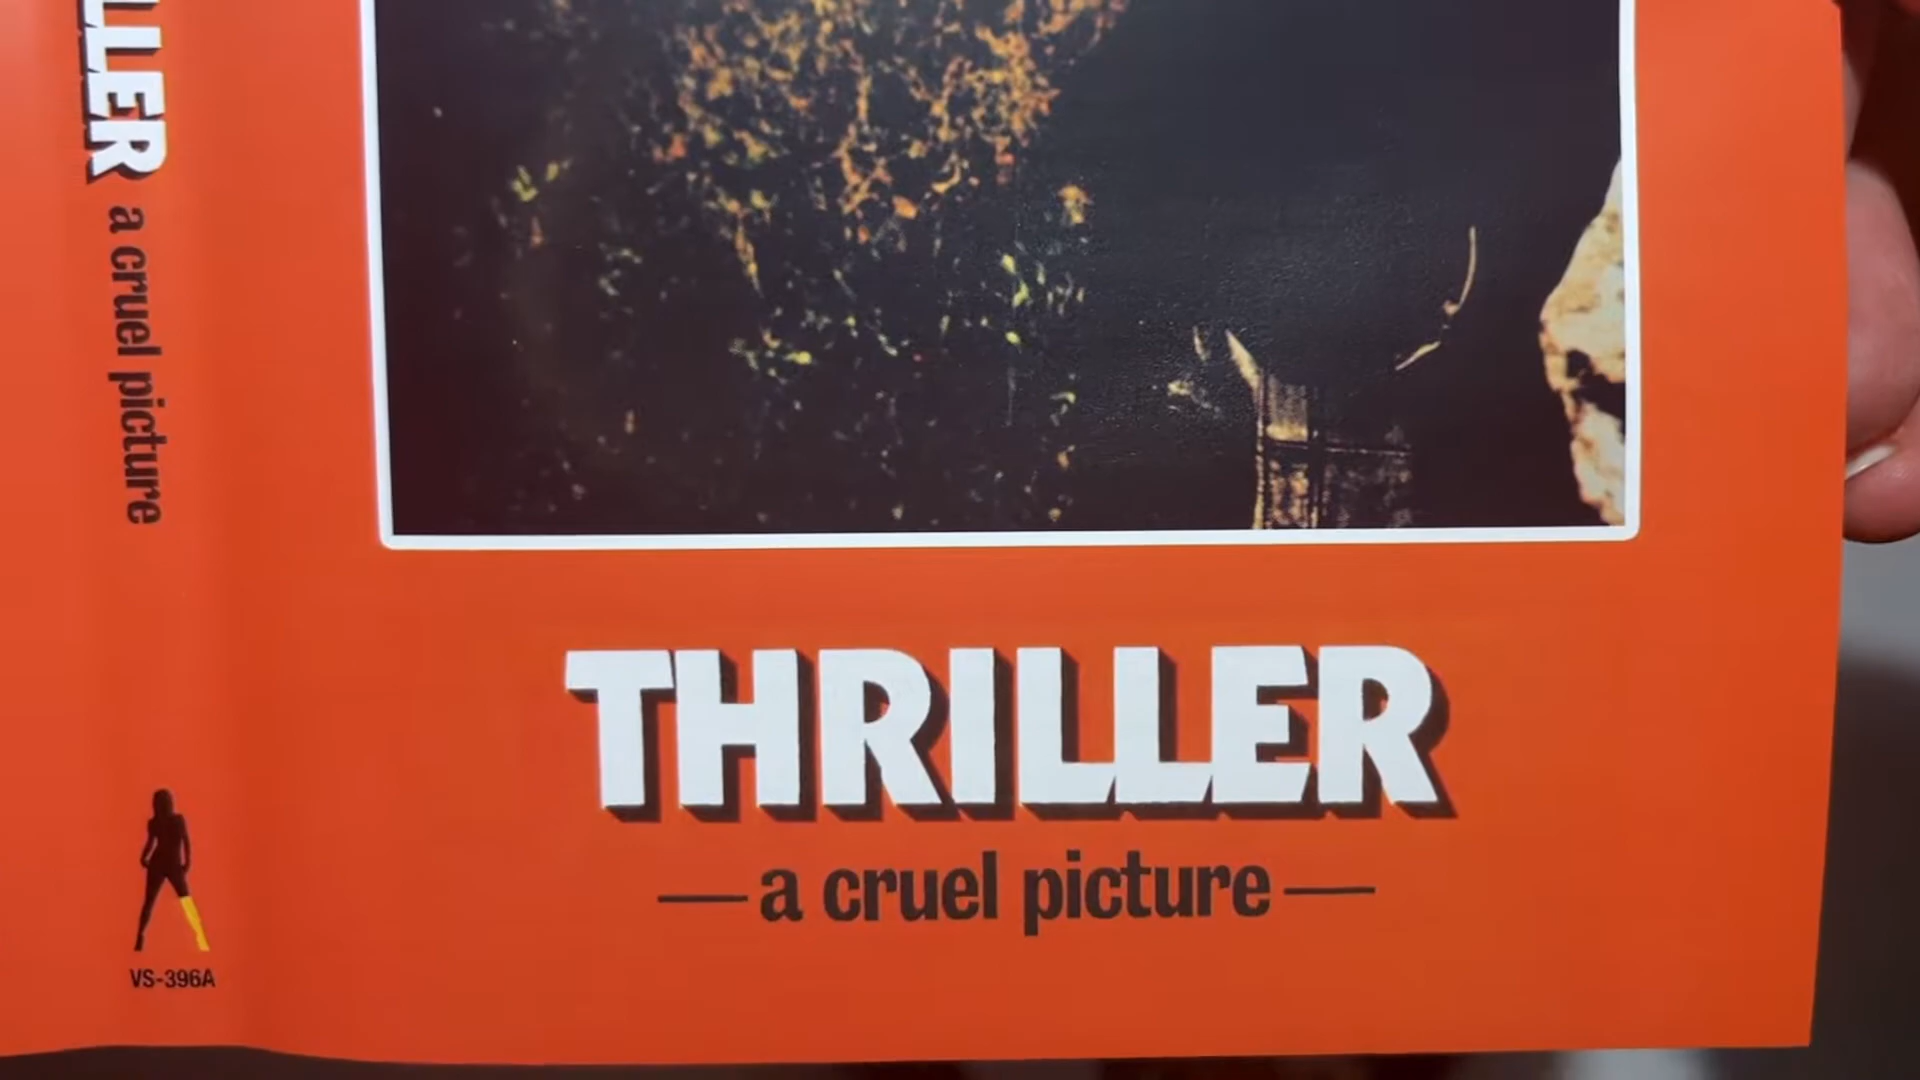 LLER a cruel picture
VS-396A
THRILLER
— a cruel picture —